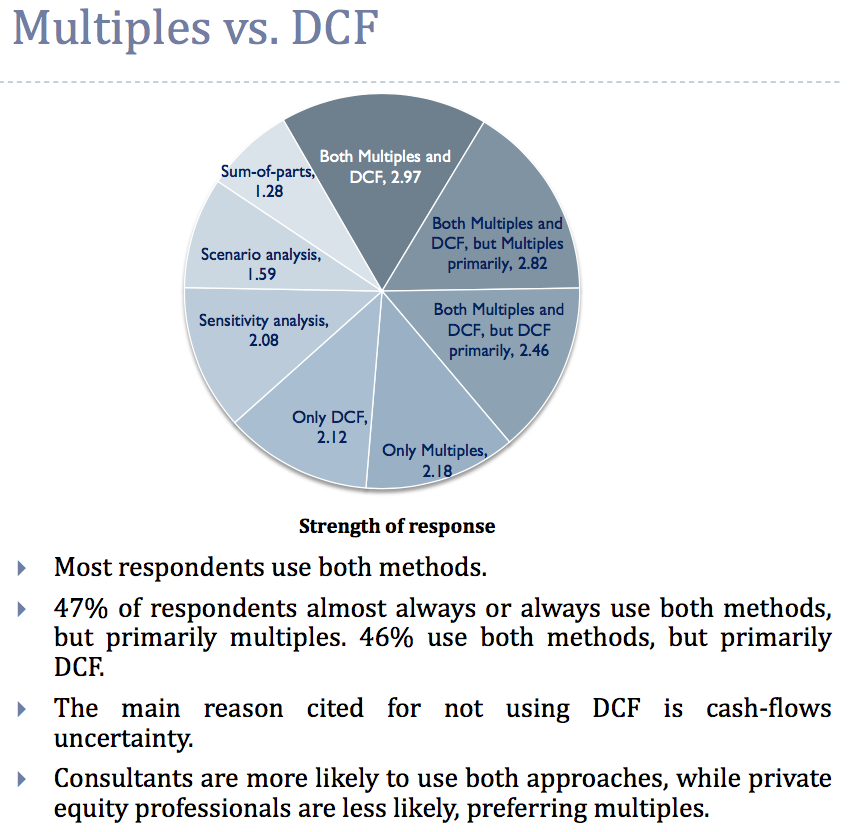 Multiples vs. DCF
Both Multiples and
DCF, 2.97
Both Multiples and
DCF, but Multiples
primarily, 2.82
Both Multiples and
DCF, but DCF
primarily, 2.46
Only Multiples,
2.18
Only DCF,
2.12
Sensitivity analysis,
2.08
Scenario analysis,
1.59
Sum-of-parts,
1.28
Strength of response
Most respondents use both methods.
47% of respondents almost always or always use both methods,
but primarily multiples. 46% use both methods, but primarily
DCF.
The main reason cited for not using DCF is cash-flows
uncertainty.
Consultants are more likely to use both approaches, while private
equity professionals are less likely, preferring multiples.